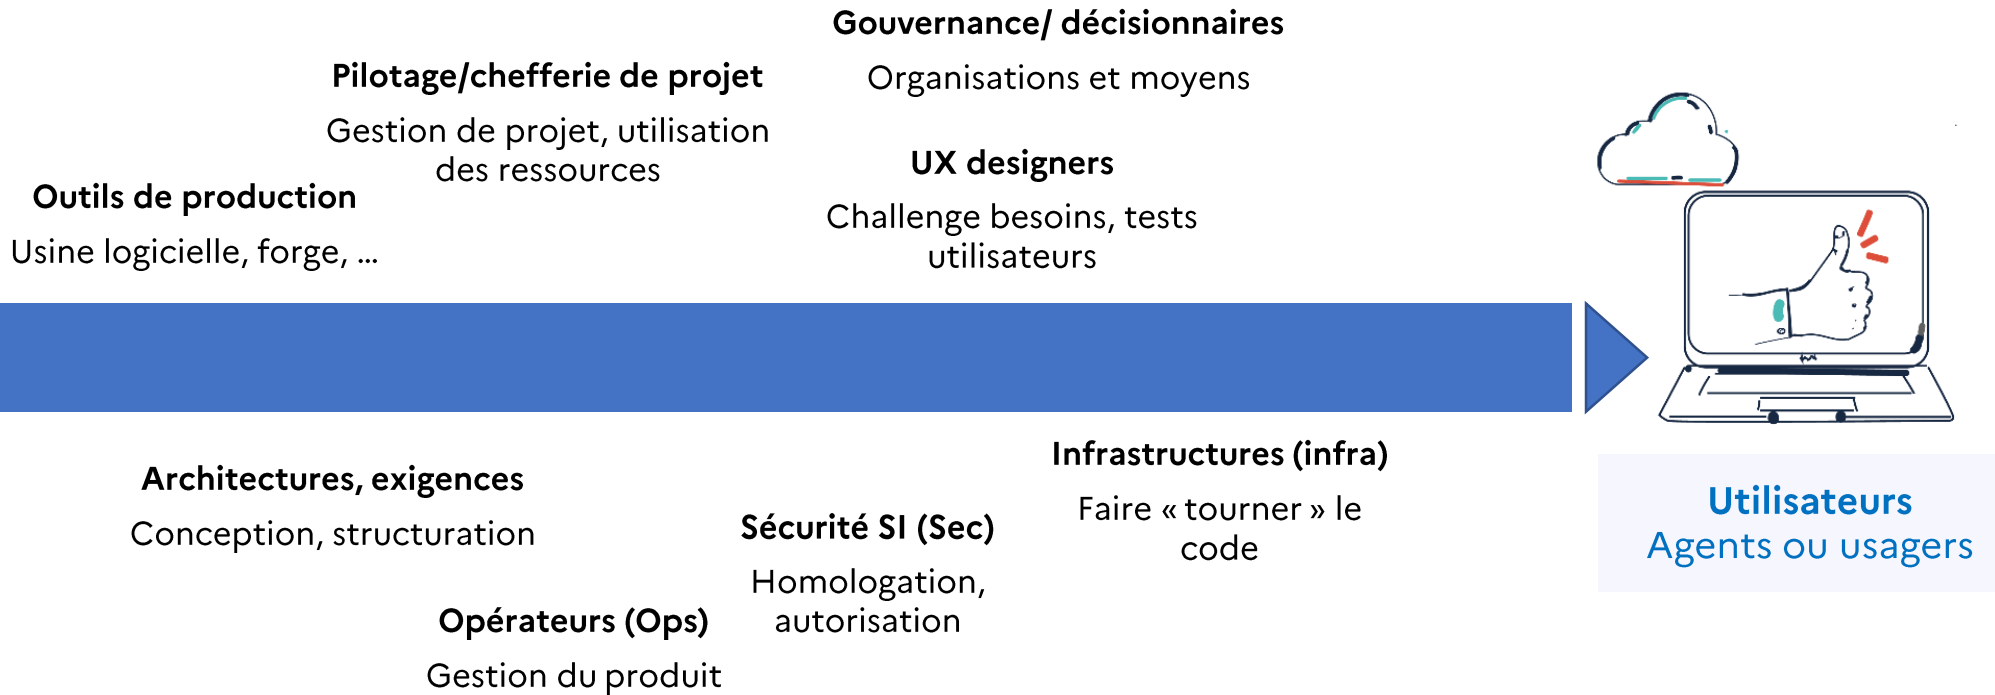 Gouvernance/ décisionnaires
Organisations et moyens
Pilotage/chefferie de projet
Gestion de projet, utilisation
des ressources
UX designers
Challenge besoins, tests
utilisateurs
Outils de production
Usine logicielle, forge, ...
Architectures, exigences
Conception, structuration
Opérateurs (Ops)
Gestion du produit
Sécurité SI (Sec)
Homologation,
autorisation
Infrastructures (infra)
Faire « tourner » le
code
Utilisateurs
Agents ou usagers